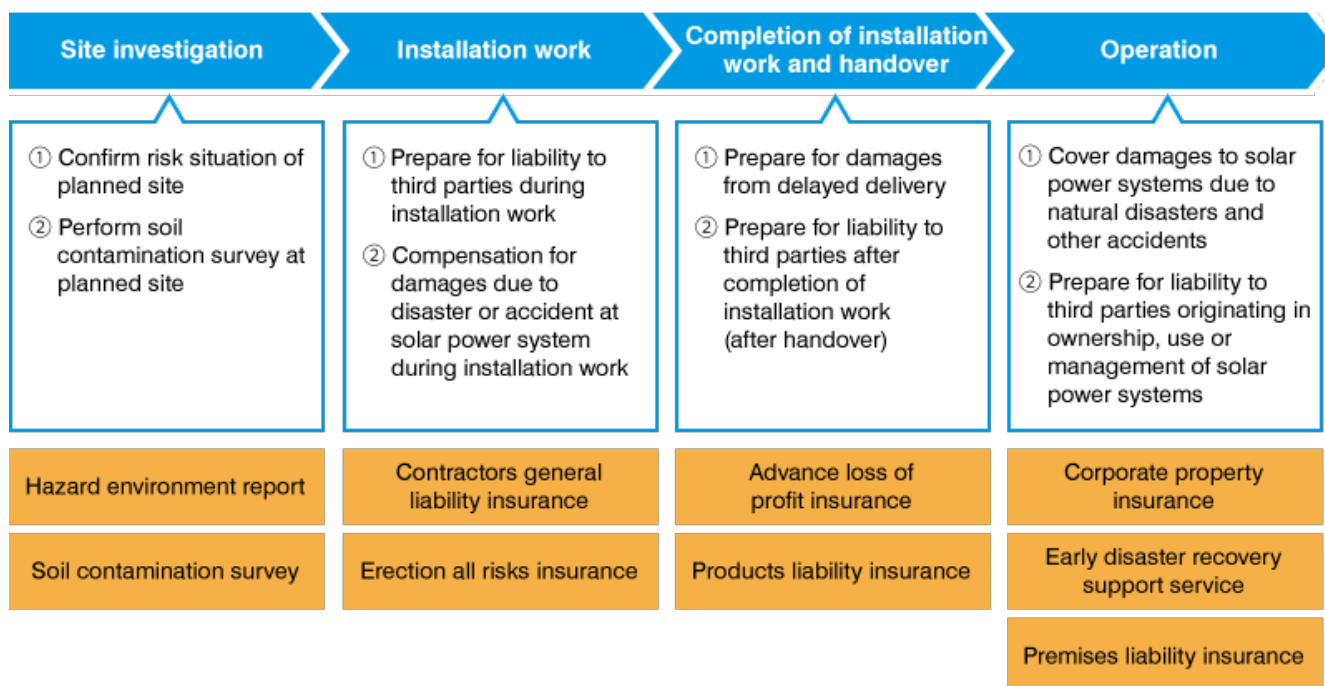 Site investigation
Installation work
Completion of installation
work and handover
Operation
① Confirm risk situation of
planned site
② Perform soil
contamination survey at
planned site
① Prepare for liability to
third parties during
installation work
② Compensation for
damages due to
disaster or accident at
solar power system
during installation work
① Prepare for damages
from delayed delivery
② Prepare for liability to
third parties after
completion of
installation work
(after handover)
① Cover damages to solar
power systems due to
natural disasters and
other accidents
② Prepare for liability to
third parties originating in
ownership, use or
management of solar
power systems
Hazard environment report
Contractors general
liability insurance
Advance loss of
profit insurance
Corporate property
insurance
Soil contamination survey
Erection all risks insurance
Products liability insurance
Early disaster recovery
support service
Premises liability insurance